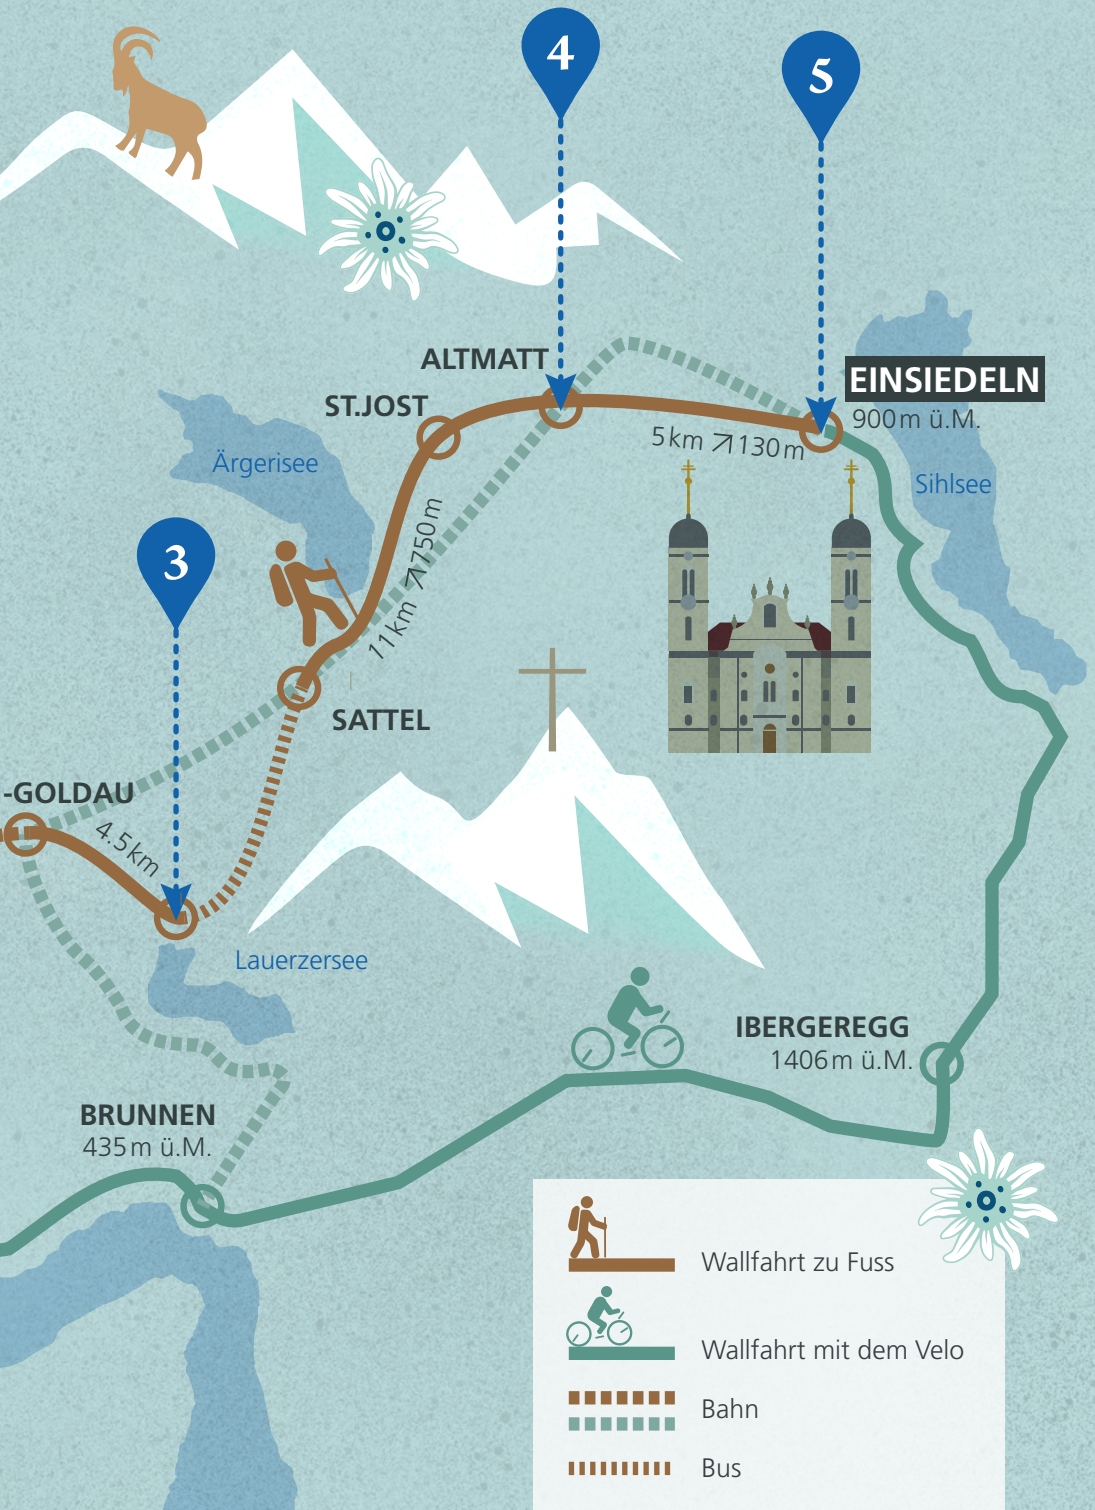 4
5
ALTMATT
EINSIEDELN
ST.JOST
900m ü.M.
5km ↗130m
Ärgerisee
Sihlsee
3
11km ↗750m
SATTEL
-GOLDAU
4.5km
Lauerzersee
IBERGEREGG
1406m ü.M.
BRUNNEN
435m ü.M.
Wallfahrt zu Fuss
Wallfahrt mit dem Velo
Bahn
Bus